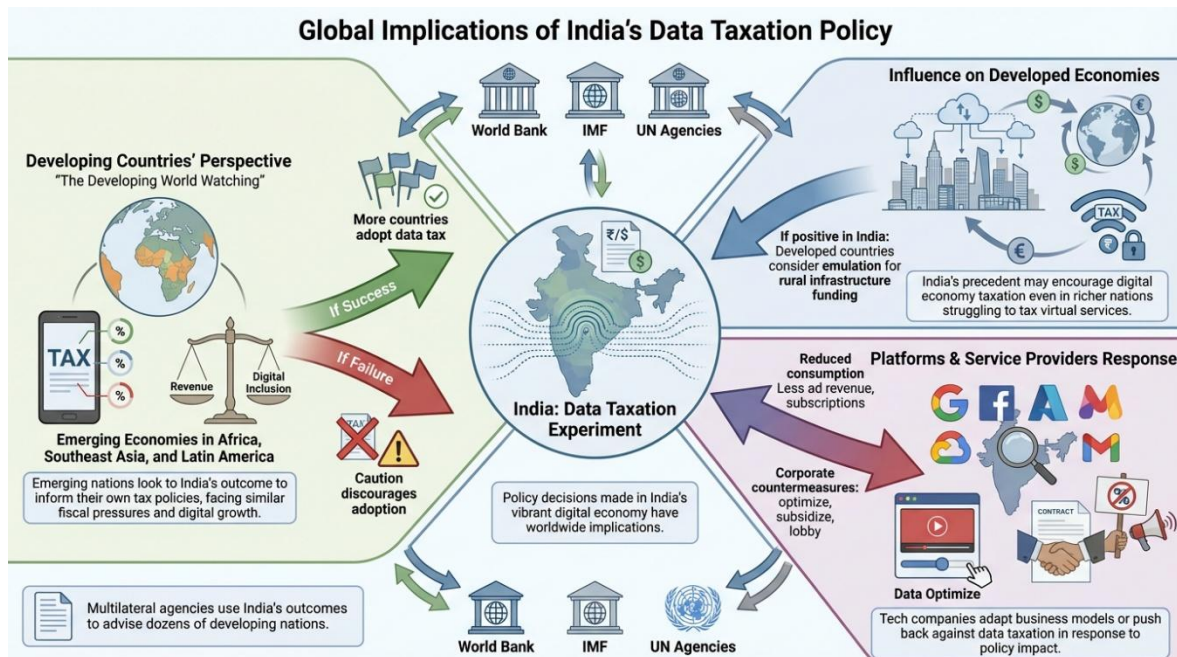 Global Implications of India's Data Taxation Policy
Developing Countries' Perspective
"The Developing World Watching"
TAX
%
%
%
Revenue
Digital
Inclusion
Emerging Economies in Africa,
Southeast Asia, and Latin America
Emerging nations look to India's outcome to
inform their own tax policies, facing similar
fiscal pressures and digital growth.
More countries
adopt data tax
If Success
If Failure
TAX
Caution
discourages
adoption
Multilateral agencies use India's outcomes
to advise dozens of developing nations.
World Bank
IMF
UN Agencies
₹/$
$
India: Data Taxation
Experiment
Policy decisions made in India's
vibrant digital economy have
worldwide implications.
World Bank
IMF
UN Agencies
Influence on Developed Economies
$
€
$
TAX
₹
€
If positive in India:
Developed countries
consider emulation for
rural infrastructure
funding
India's precedent may encourage digital
economy taxation even in richer nations
struggling to tax virtual services.
Platforms & Service Providers Response
Reduced
consumption
Less ad revenue,
subscriptions
Corporate
countermeasures:
optimize,
subsidize,
lobby
Data Optimize
CONTRACT
%
Tech companies adapt business models or push
back against data taxation in response to
policy impact.